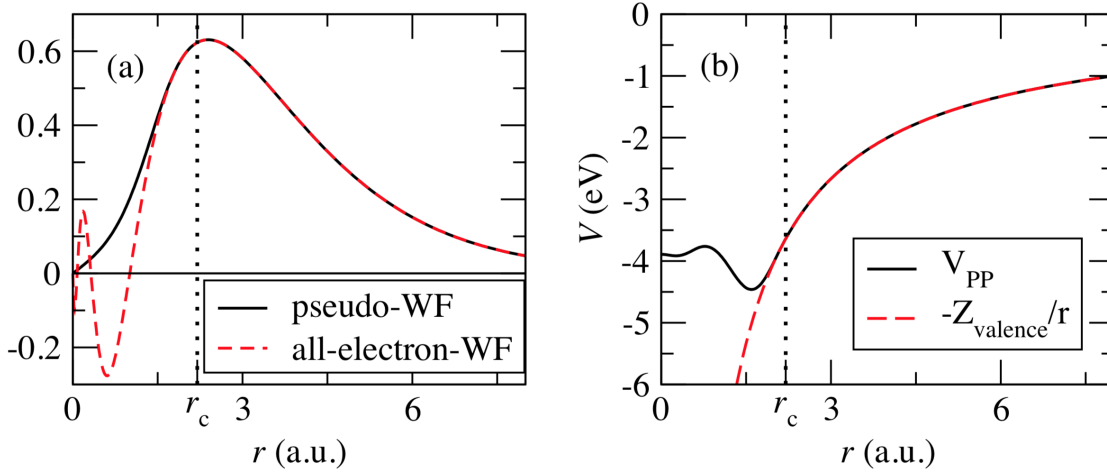 (a)
0.6
0.4
0.2
0
-0.2
pseudo-WF
all-electron-WF
0 r_c 3 6
r (a.u.)
(b)
0
-1
-2
-3
-4
-5
-6
V (eV)
V_PP
-Z_valence/r
0 r_c 3 6
r (a.u.)